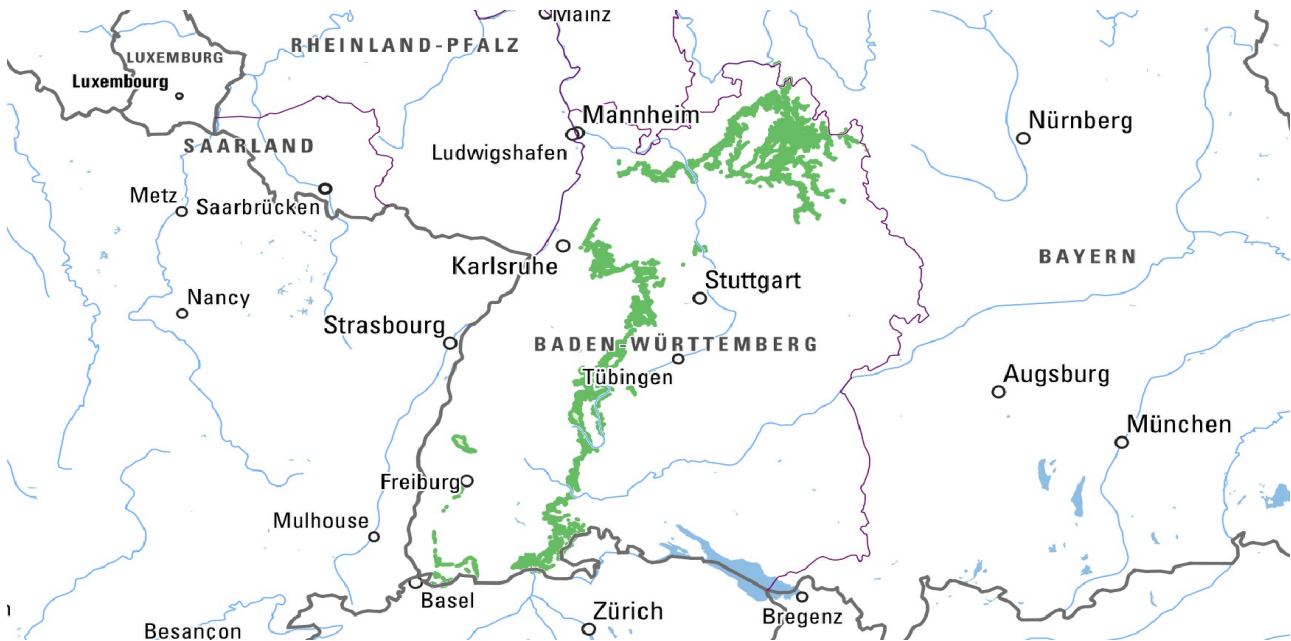 Mainz
RHEINLAND-PFALZ
LUXEMBURG
Luxembourg
Mannheim
Nürnberg
SAARLAND
Ludwigshafen
Metz
Saarbrücken
Karlsruhe
BAYERN
Stuttgart
Nancy
Strasbourg
BADEN-WÜRTTEMBERG
Tübingen
Augsburg
München
Freiburg
Mulhouse
Basel
Zürich
Bregenz
Besançon